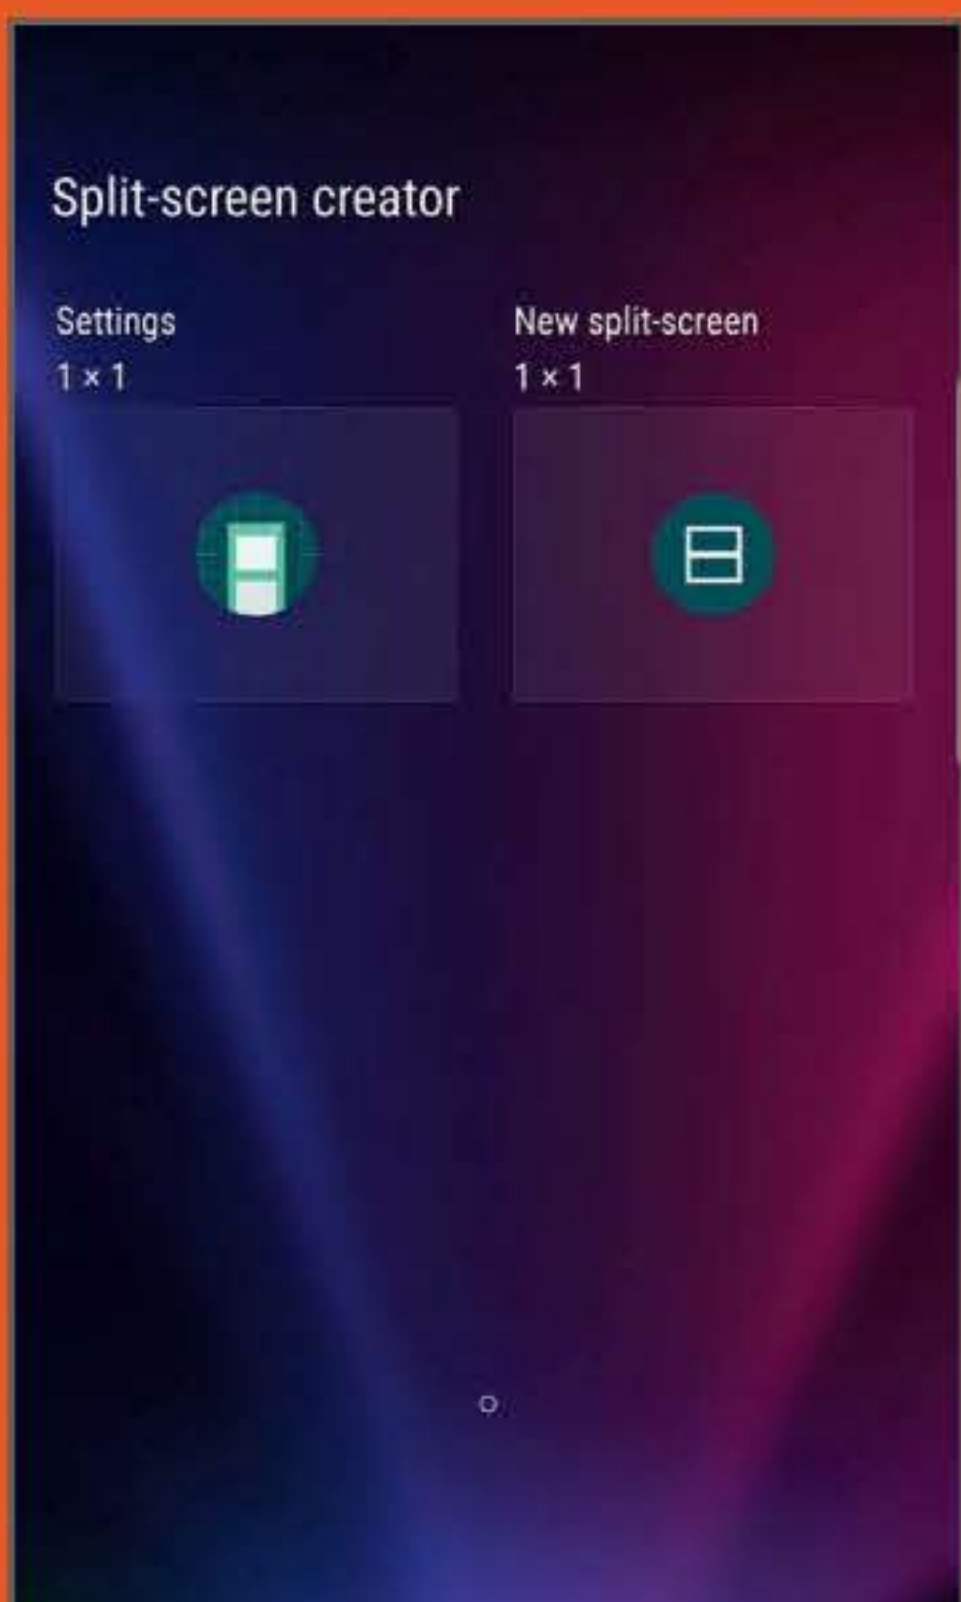 Split-screen creator
Settings
1 × 1
New split-screen
1 × 1